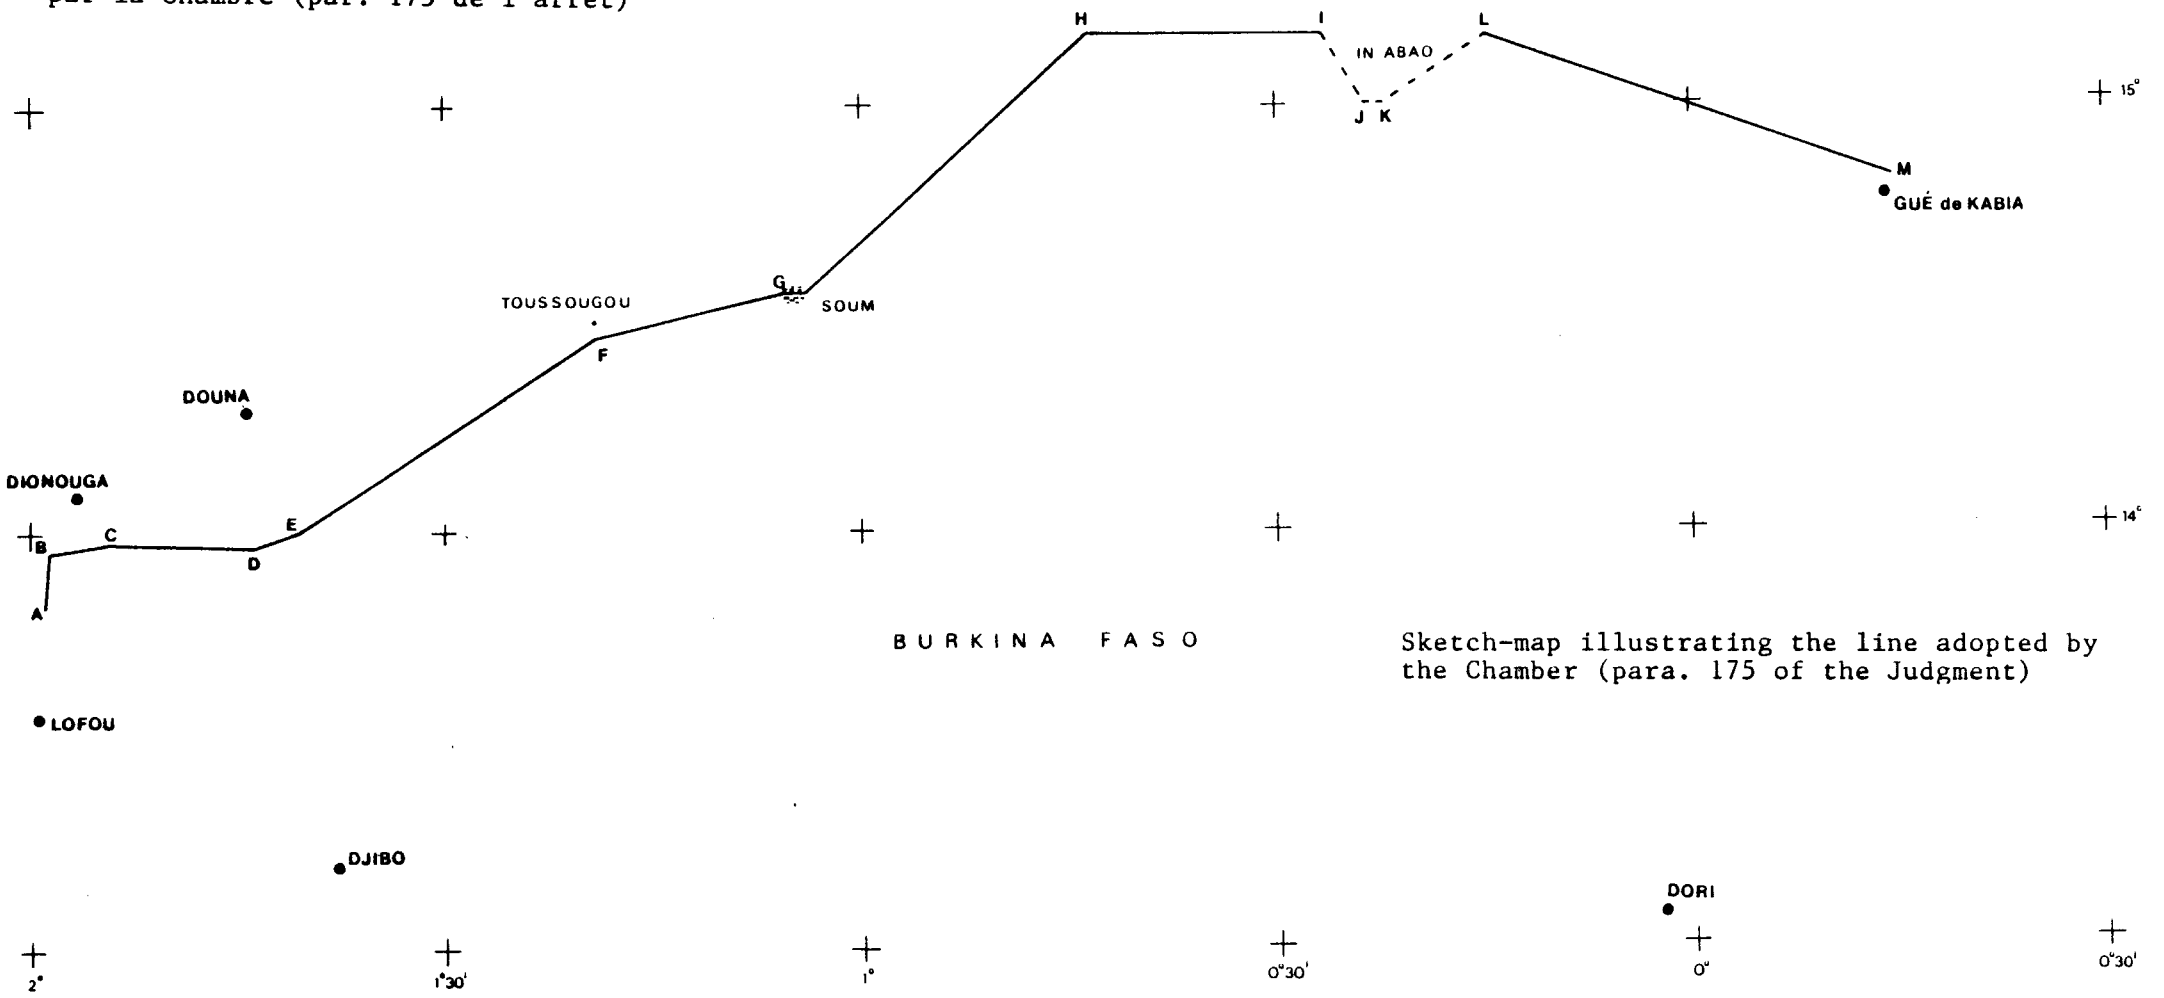 par la Chambre (par. 175 de l'arrêt)
H
I
L
IN ABAO
15°
J K
M
GUÉ de KABIA
G
TOUSSOUGOU
SOUM
F
DOUNA
DIONOUGA
14°
E
C
B
D
A
BURKINA FASO
Sketch-map illustrating the line adopted by
the Chamber (para. 175 of the Judgment)
LOFOU
DJIBO
DORI
2°
1°30'
1°
0°30'
0°
0°30'